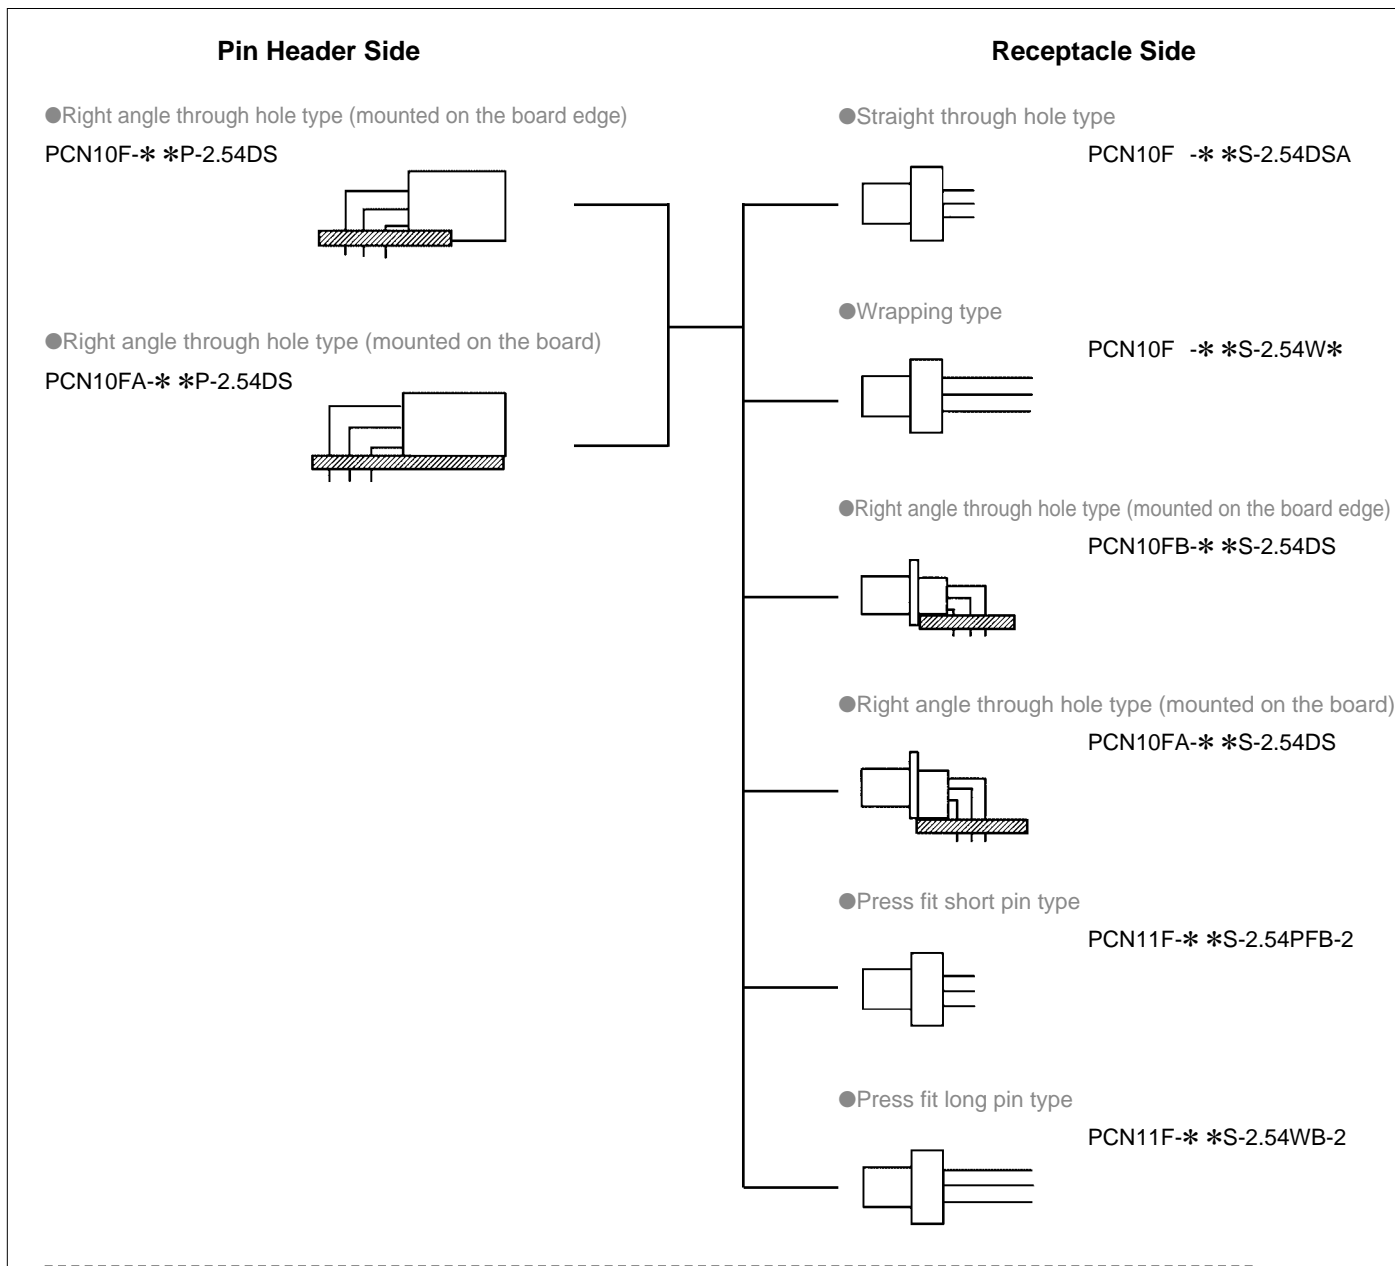 Pin Header Side
●Right angle through hole type (mounted on the board edge)
PCN10F-＊＊P-2.54DS
●Right angle through hole type (mounted on the board)
PCN10FA-＊＊P-2.54DS
Receptacle Side
●Straight through hole type
PCN10F -＊＊S-2.54DSA
●Wrapping type
PCN10F -＊＊S-2.54W＊
●Right angle through hole type (mounted on the board edge)
PCN10FB-＊＊S-2.54DS
●Right angle through hole type (mounted on the board)
PCN10FA-＊＊S-2.54DS
●Press fit short pin type
PCN11F-＊＊S-2.54PFB-2
●Press fit long pin type
PCN11F-＊＊S-2.54WB-2